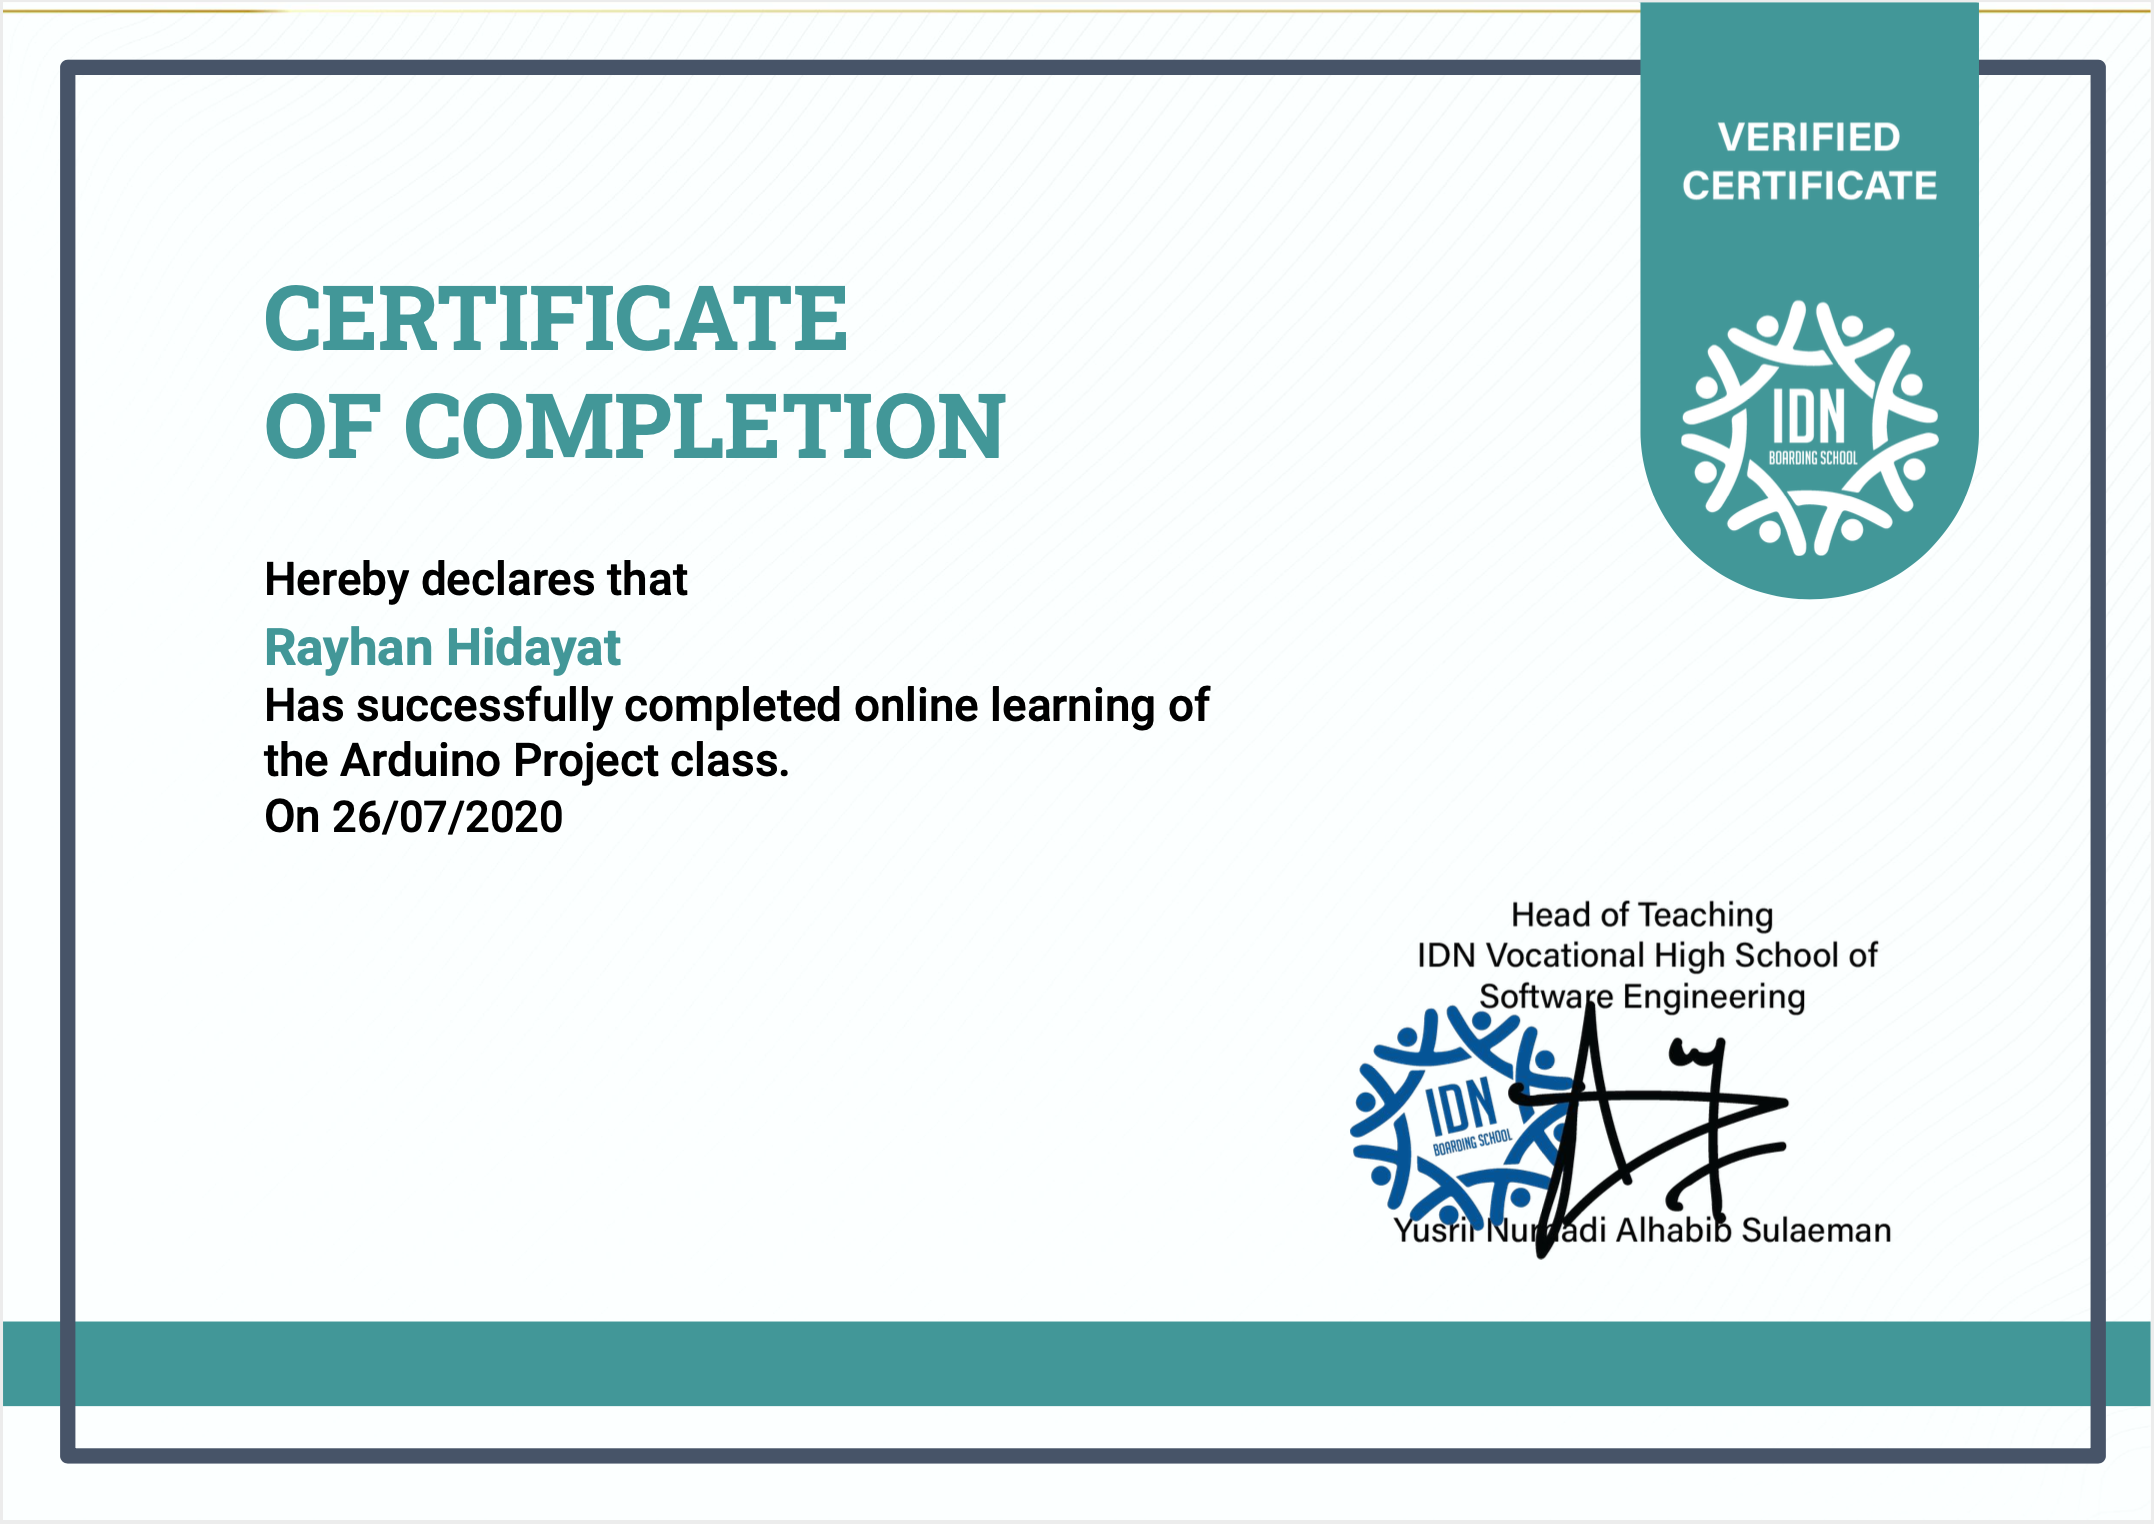 VERIFIED
CERTIFICATE
IDN
BOARDING SCHOOL
CERTIFICATE
OF COMPLETION
Hereby declares that
Rayhan Hidayat
Has successfully completed online learning of
the Arduino Project class.
On 26/07/2020
Head of Teaching
IDN Vocational High School of
Software Engineering
IDN
BOARDING SCHOOL
Yusril Alhabib Sulaeman